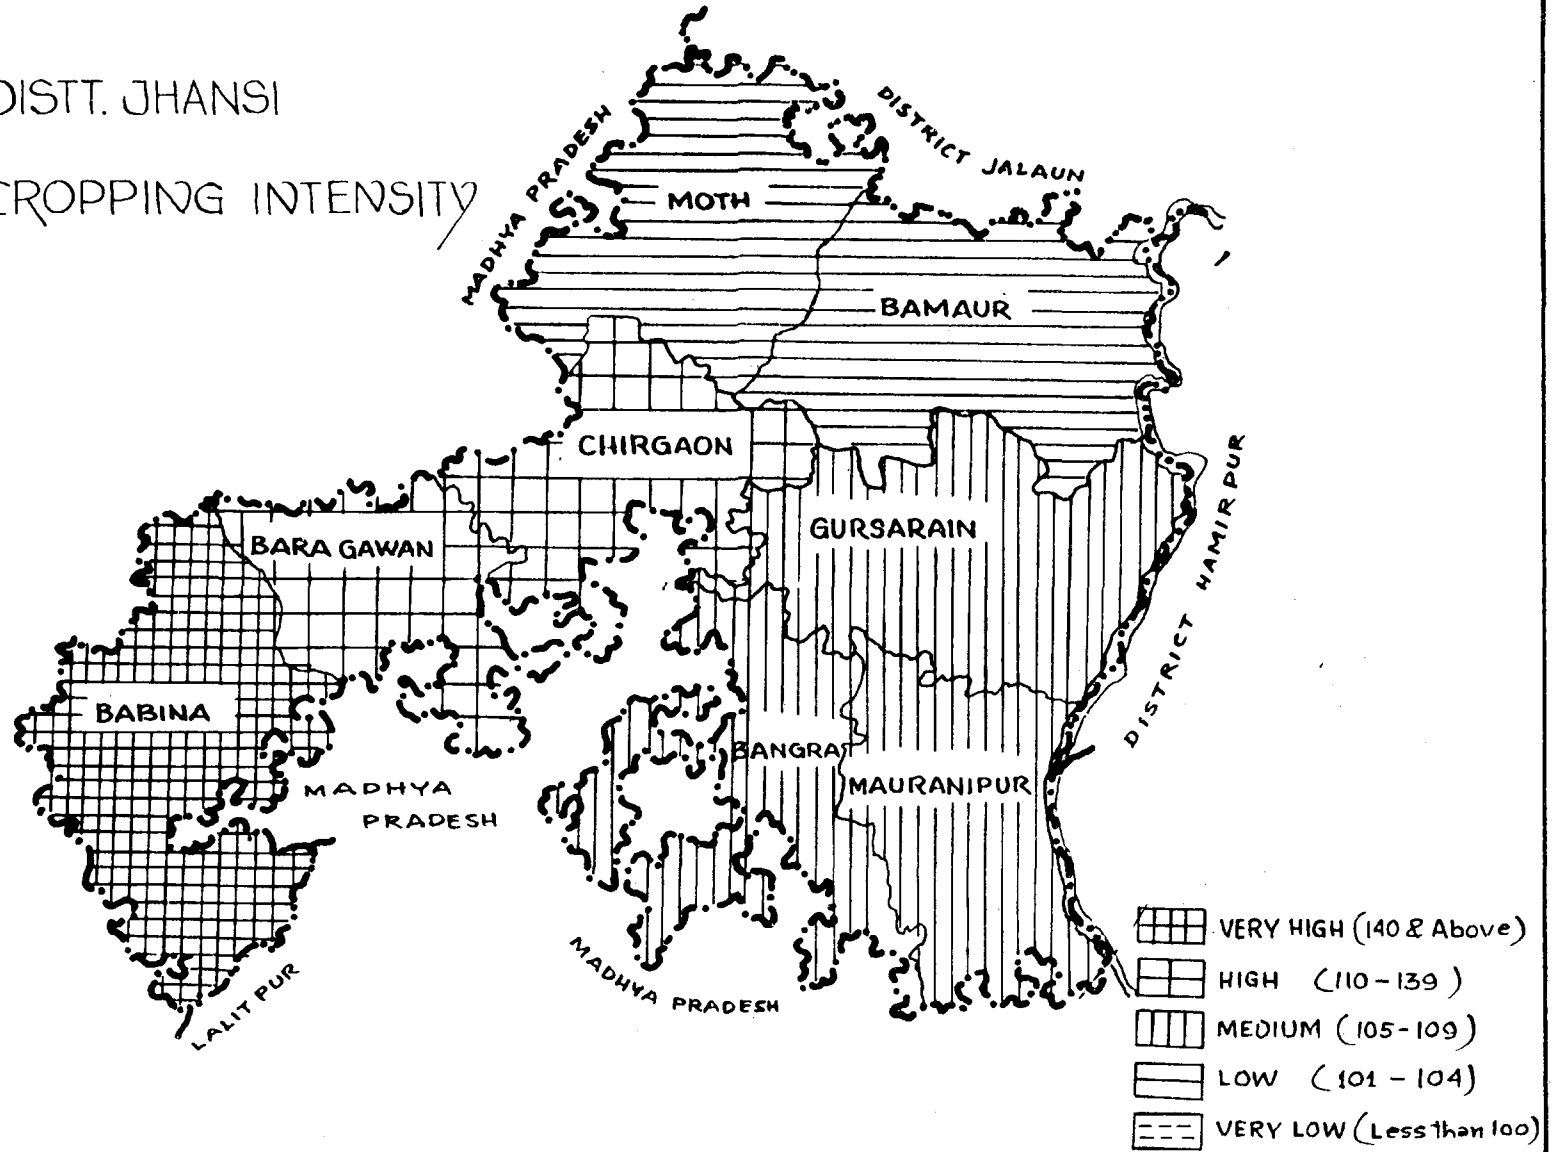 DISTT. JHANSI
CROPPING INTENSITY
MADHYA PRADESH
DISTRICT JALAUN
MOTH
BAMAUR
CHIRGAON
BARA GAWAN
GURSARAIN
DISTRICT HAMIRPUR
BABINA
BANGRA
MAURANIPUR
MADHYA
PRADESH
LALITPUR
MADHYA PRADESH
VERY HIGH (140 & Above)
HIGH (110-139)
MEDIUM (105-109)
LOW (101-104)
VERY LOW (Less than 100)